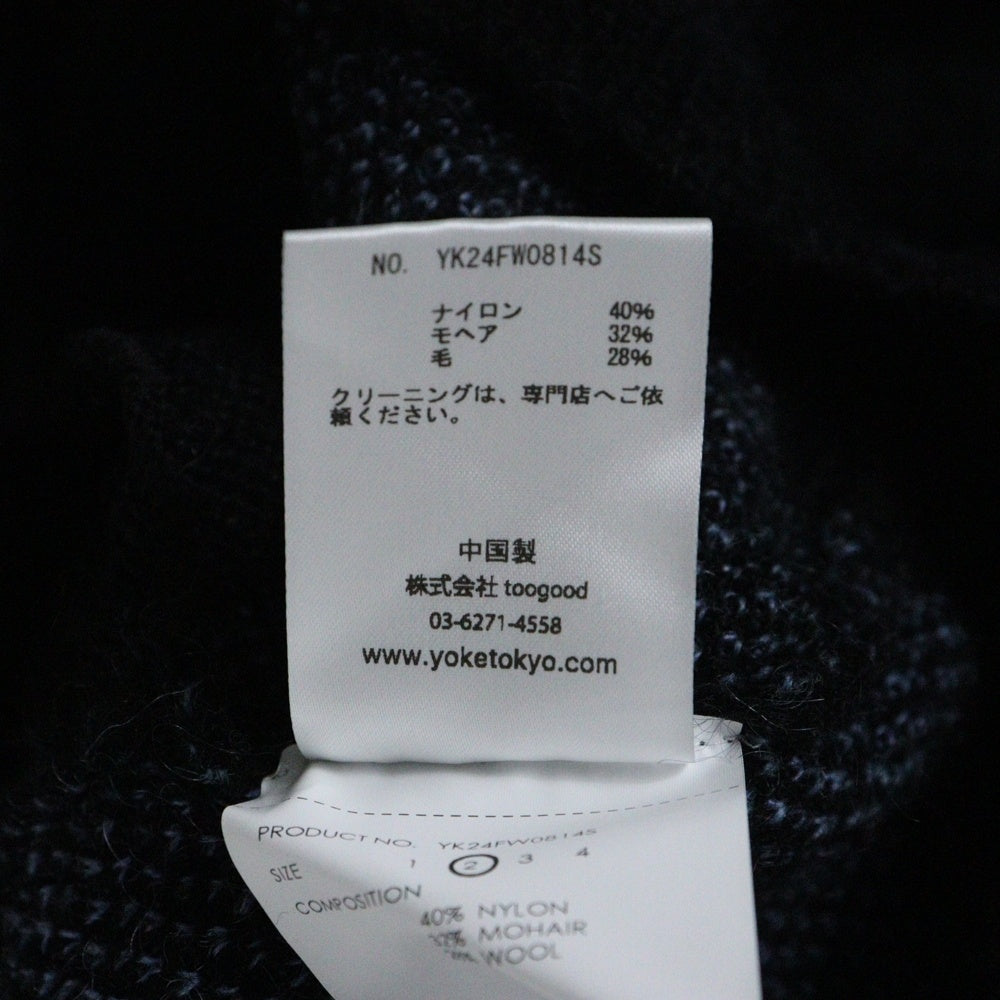 NO. YK24FW0814S
ナイロン 40%
モヘア 32%
毛 28%
クリーニングは、専門店へご依
頼ください。
中国製
株式会社 toogood
03-6271-4558
www.yoketokyo.com
PRODUCT NO. YK24FW0814S
SIZE 1 2 3 4
COMPOSITION
40% NYLON
32% MOHAIR
WOOL